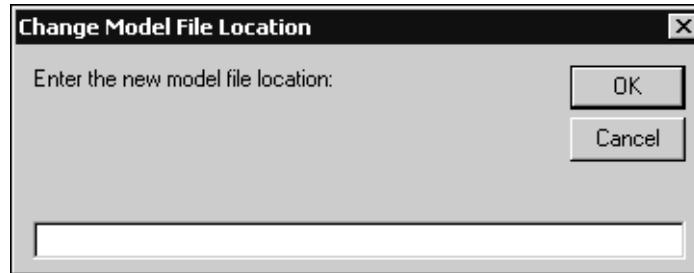 Change Model File Location
Enter the new model file location:
OK
Cancel